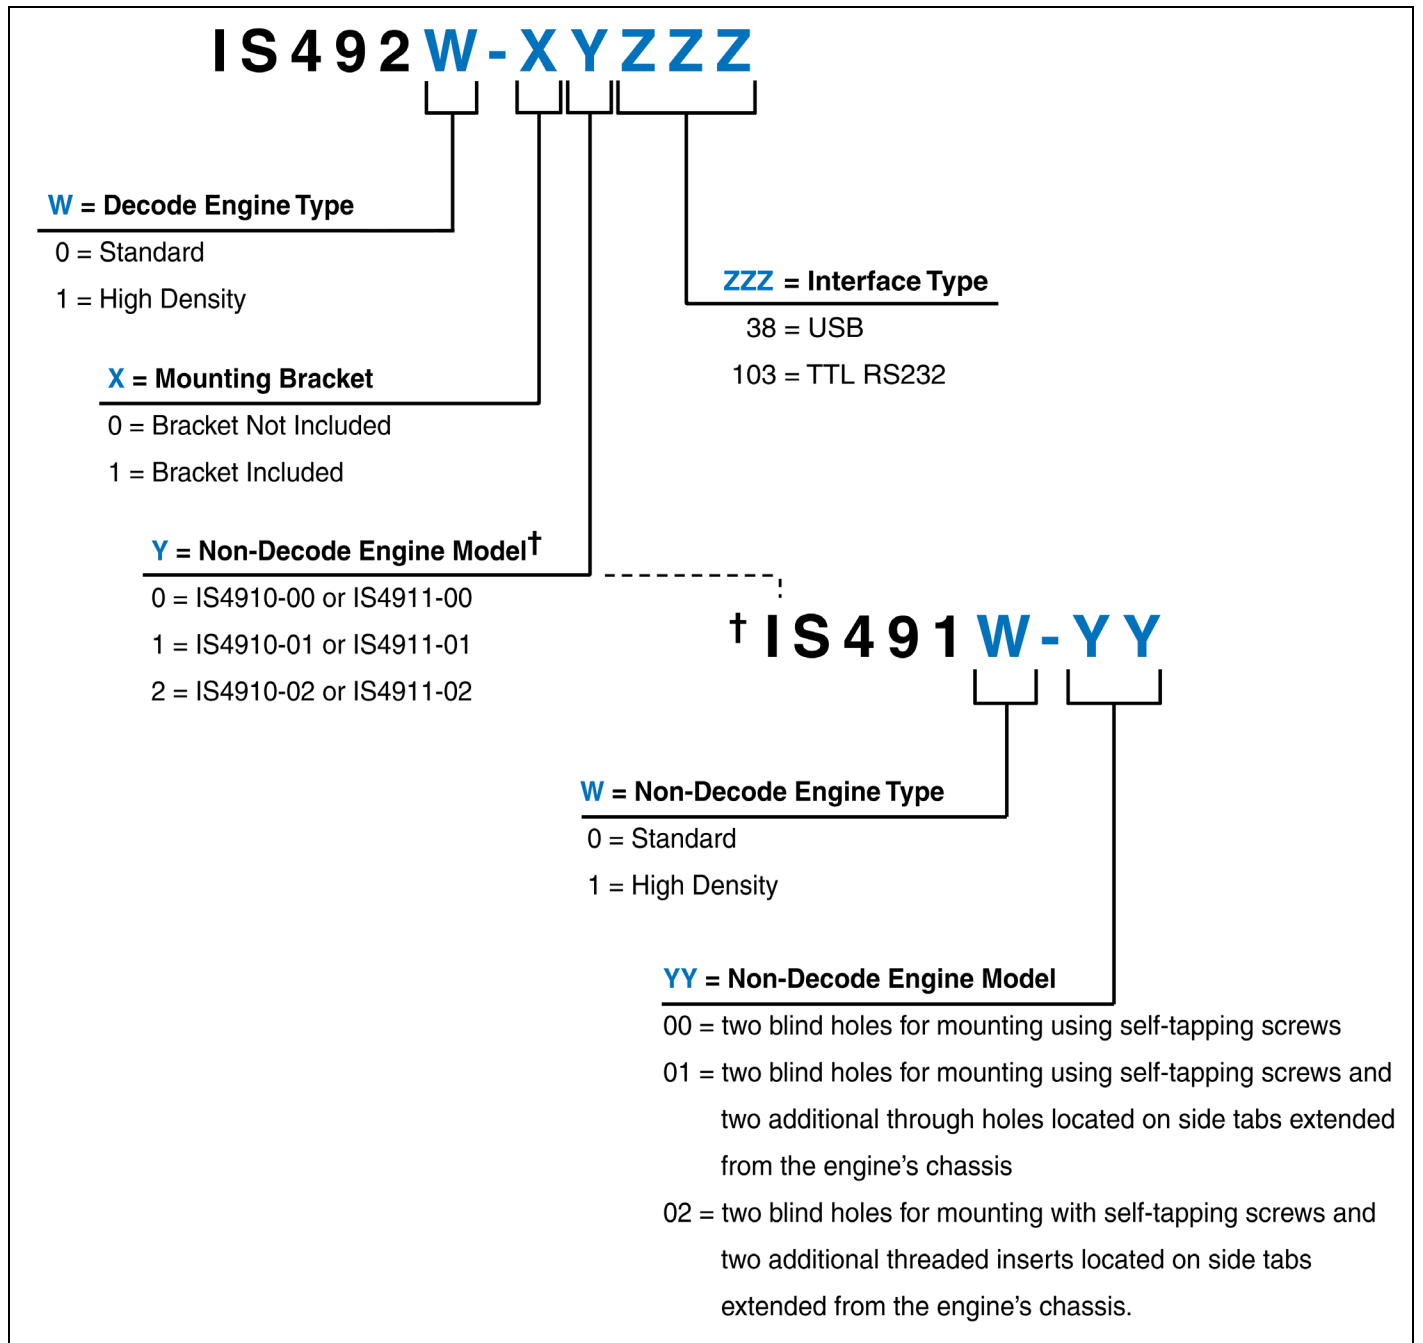 IS492W-XYZZZ
W = Decode Engine Type
0 = Standard
1 = High Density
ZZZ = Interface Type
38 = USB
103 = TTL RS232
X = Mounting Bracket
0 = Bracket Not Included
1 = Bracket Included
Y = Non-Decode Engine Model†
0 = IS4910-00 or IS4911-00
1 = IS4910-01 or IS4911-01
2 = IS4910-02 or IS4911-02
†IS491W-YY
W = Non-Decode Engine Type
0 = Standard
1 = High Density
YY = Non-Decode Engine Model
00 = two blind holes for mounting using self-tapping screws
01 = two blind holes for mounting using self-tapping screws and
two additional through holes located on side tabs extended
from the engine’s chassis
02 = two blind holes for mounting with self-tapping screws and
two additional threaded inserts located on side tabs
extended from the engine’s chassis.